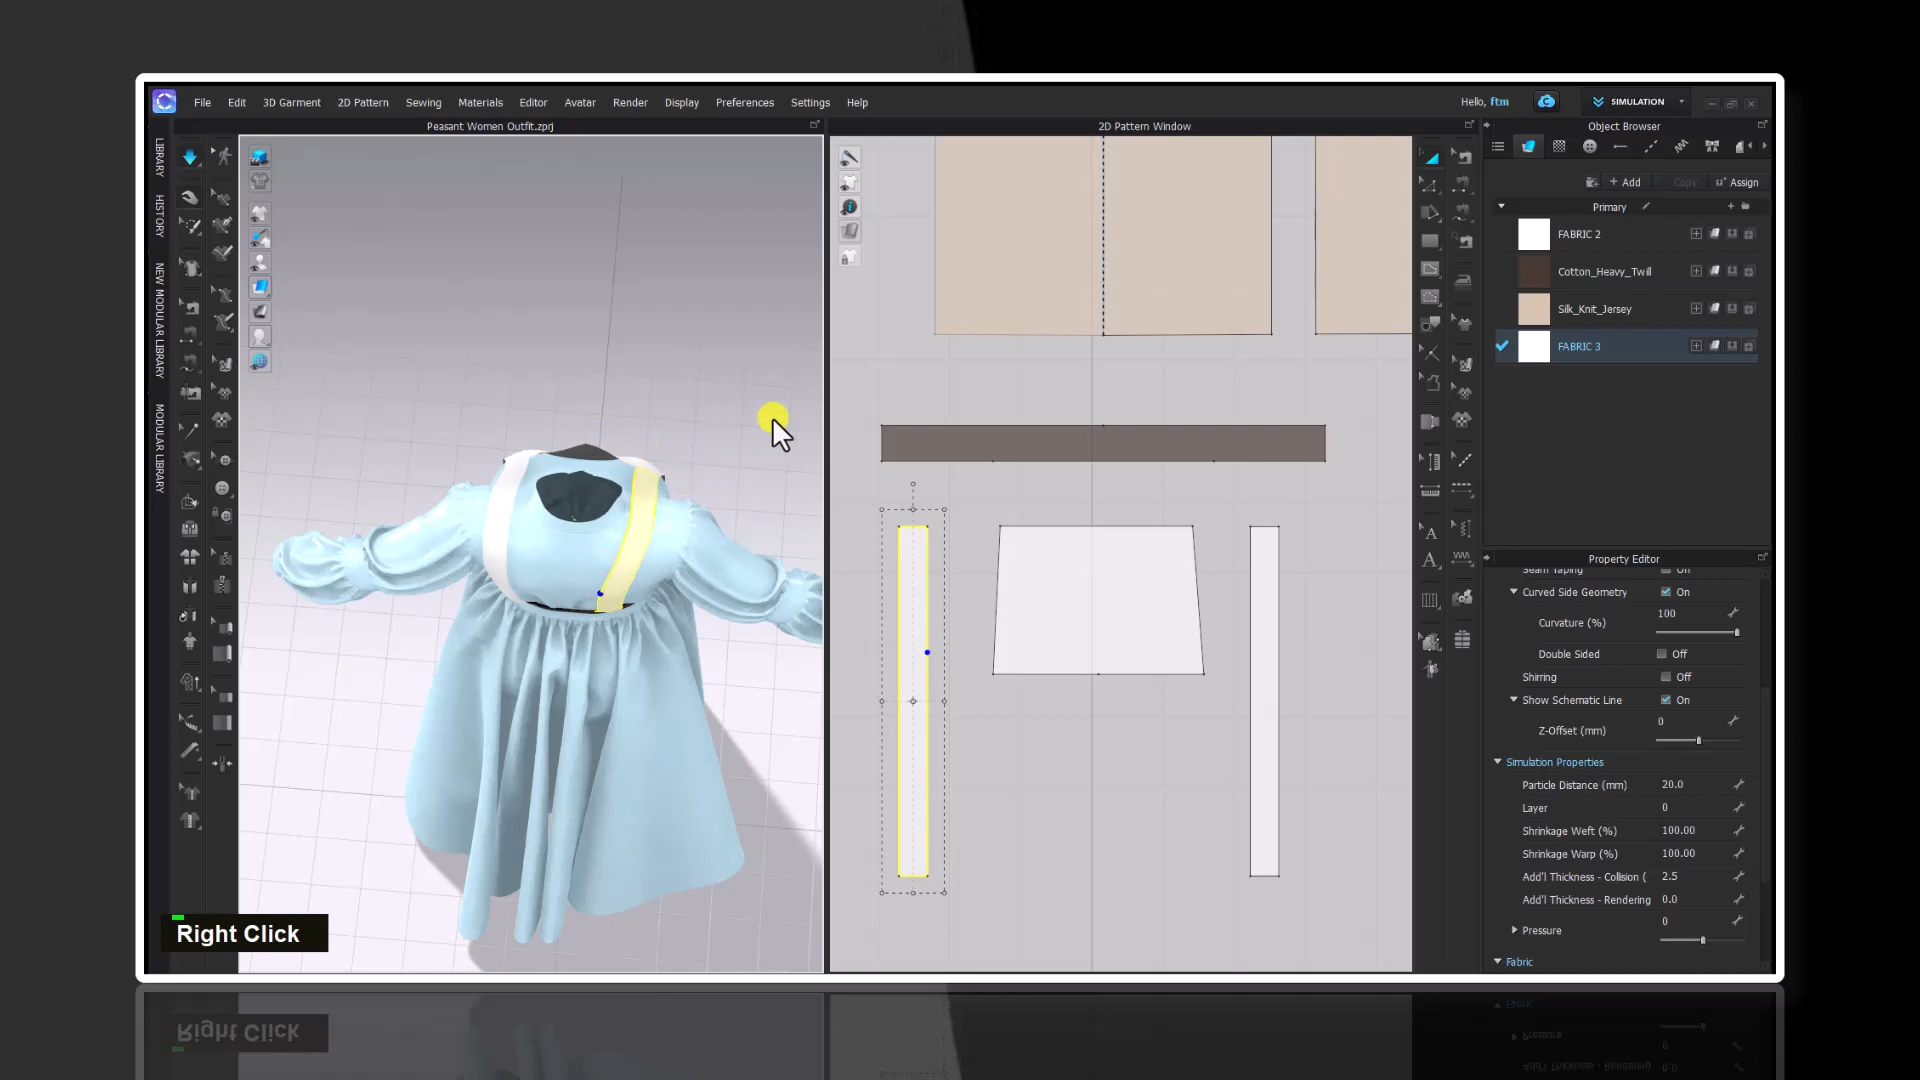 File Edit 3D Garment 2D Pattern Sewing Materials Editor Avatar Render Display Preferences Settings Help
Hello, ftm
SIMULATION
Peasant Women Outfit.zprj
2D Pattern Window
Object Browser
LIBRARY
HISTORY
NEW MODULAR LIBRARY
MODULAR LIBRARY
+ Add Copy Assign
Primary
FABRIC 2
Cotton_Heavy_Twill
Silk_Knit_Jersey
FABRIC 3
Property Editor
Seam Taping On
Curved Side Geometry On
100
Curvature (%)
Double Sided Off
Shirring Off
Show Schematic Line On
0
Z-Offset (mm)
Simulation Properties
Particle Distance (mm) 20.0
Layer 0
Shrinkage Weft (%) 100.00
Shrinkage Warp (%) 100.00
Add'l Thickness - Collision ( 2.5
Add'l Thickness - Rendering 0.0
0
Pressure
Fabric
A
A
Right Click